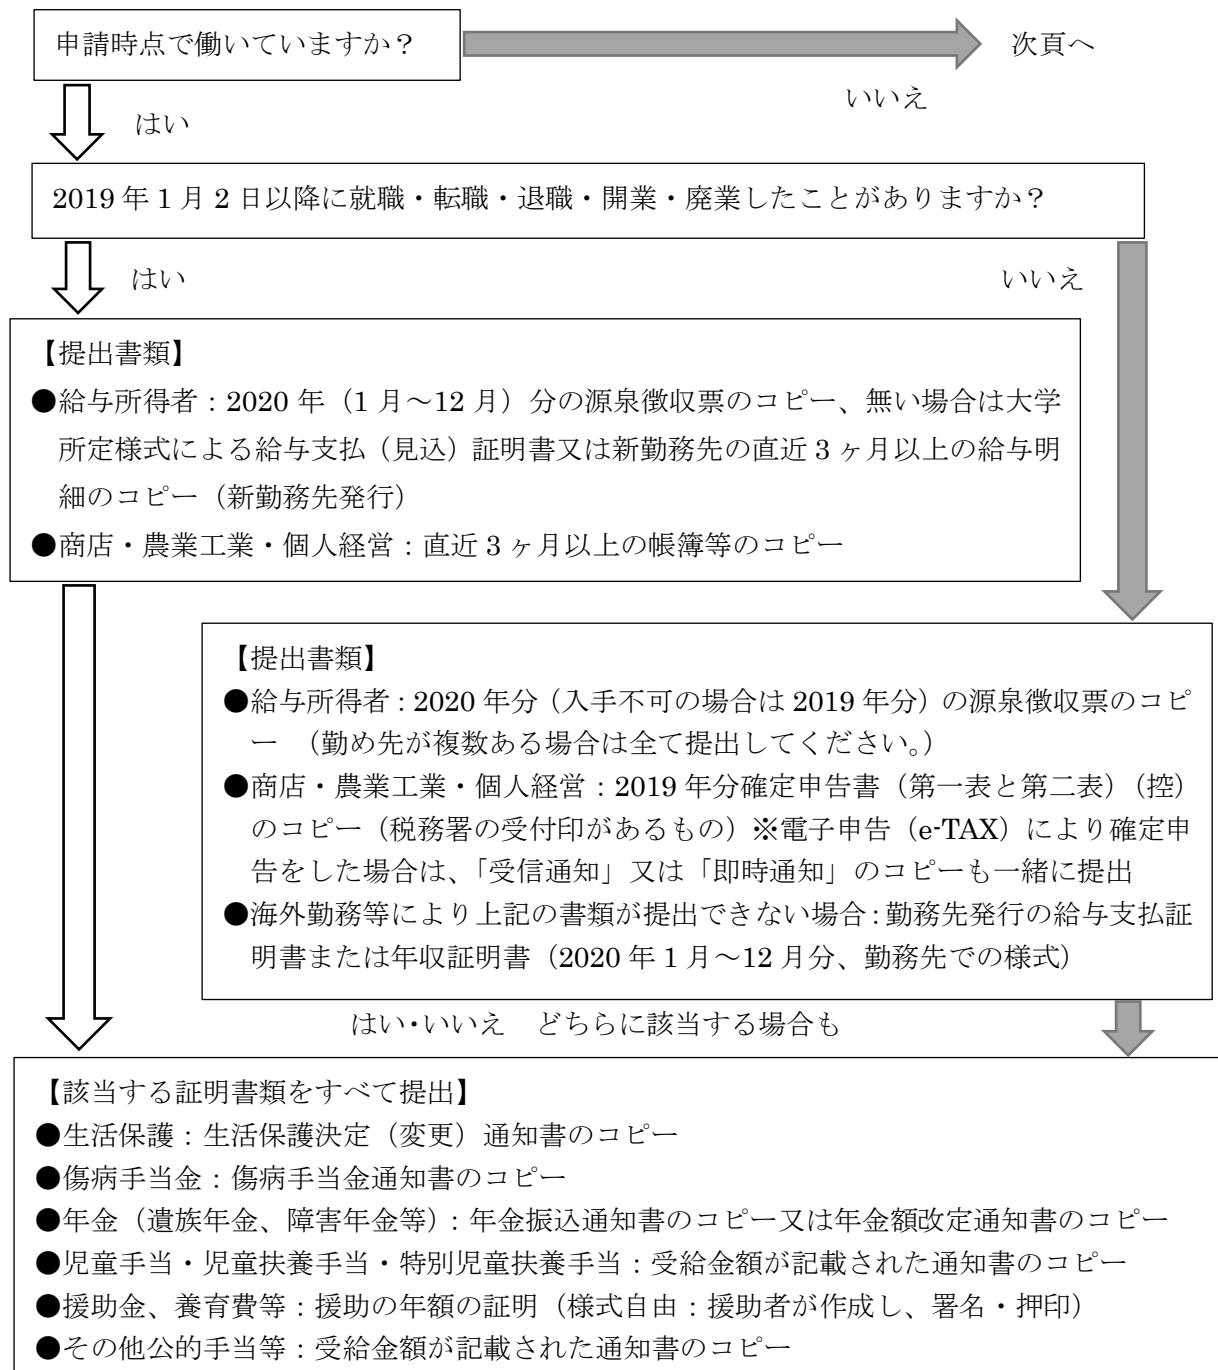 申請時点で働いていますか？
次頁へ
いいえ
はい
2019年1月2日以降に就職・転職・退職・開業・廃業したことがありますか？
はい
いいえ
【提出書類】
●給与所得者：2020年（1月～12月）分の源泉徴収票のコピー、無い場合は大学
所定様式による給与支払（見込）証明書又は新勤務先の直近3ヶ月以上の給与明
細のコピー（新勤務先発行）
●商店・農業工業・個人経営：直近3ヶ月以上の帳簿等のコピー
【提出書類】
●給与所得者：2020年分（入手不可の場合は2019年分）の源泉徴収票のコピ
ー　（勤め先が複数ある場合は全て提出してください。）
●商店・農業工業・個人経営：2019年分確定申告書（第一表と第二表）（控）
のコピー（税務署の受付印があるもの）※電子申告（e-TAX）により確定申
告をした場合は、「受信通知」又は「即時通知」のコピーも一緒に提出
●海外勤務等により上記の書類が提出できない場合：勤務先発行の給与支払証
明書または年収証明書（2020年1月～12月分、勤務先での様式）
はい・いいえ　どちらに該当する場合も
【該当する証明書類をすべて提出】
●生活保護：生活保護決定（変更）通知書のコピー
●傷病手当金：傷病手当金通知書のコピー
●年金（遺族年金、障害年金等）：年金振込通知書のコピー又は年金額改定通知書のコピー
●児童手当・児童扶養手当・特別児童扶養手当：受給金額が記載された通知書のコピー
●援助金、養育費等：援助の年額の証明（様式自由：援助者が作成し、署名・押印）
●その他公的手当等：受給金額が記載された通知書のコピー